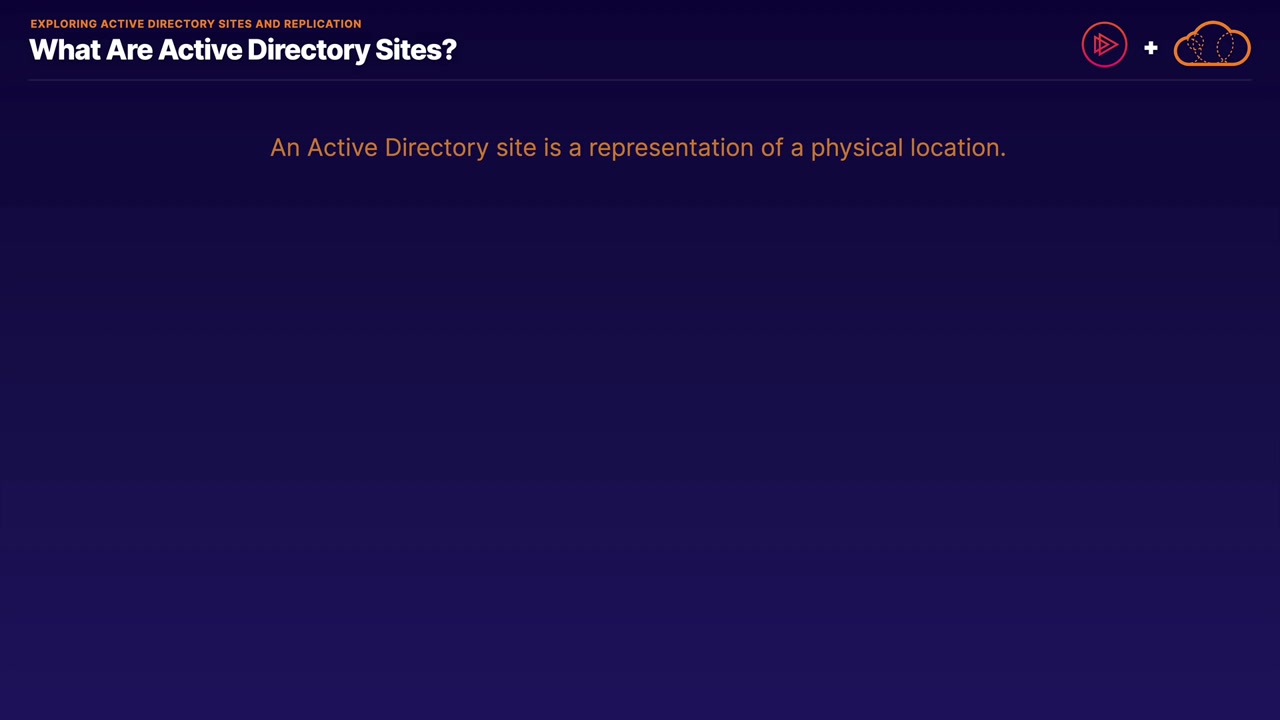 EXPLORING ACTIVE DIRECTORY SITES AND REPLICATION
What Are Active Directory Sites?
+
An Active Directory site is a representation of a physical location.